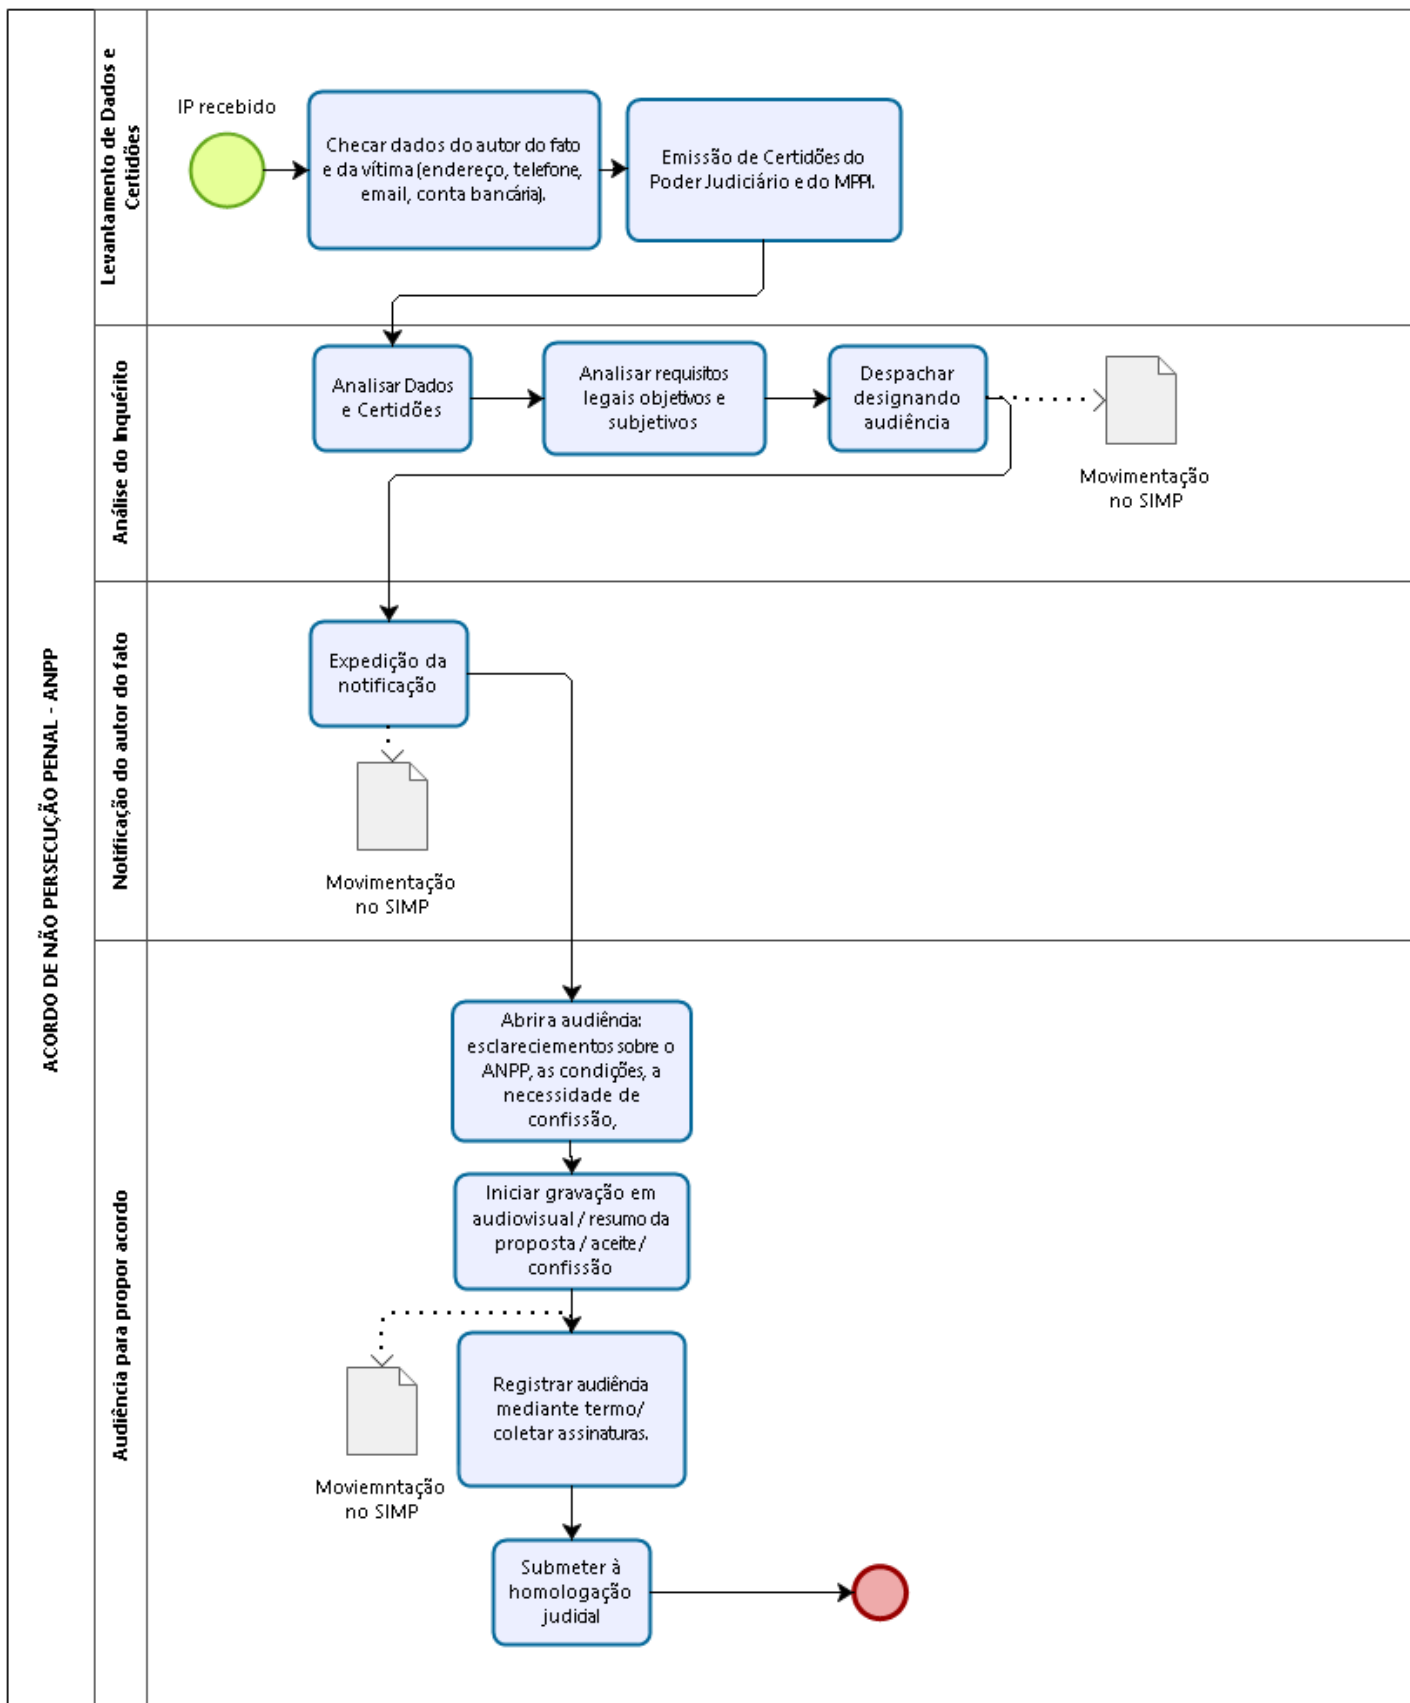 ACORDO DE NÃO PERSECUÇÃO PENAL - ANPP
Levantamento de Dados e
Certidões
IP recebido
Checar dados do autor do fato
e da vítima (endereço, telefone,
email, conta bancária).
Emissão de Certidões do
Poder Judiciário e do MPPI.
Análise do Inquérito
Analisar Dados
e Certidões
Analisar requisitos
legais objetivos e
subjetivos
Despachar
designando
audiência
Movimentação
no SIMP
Notificação do autor do fato
Expedição da
notificação
Movimentação
no SIMP
Audiência para propor acordo
Abrir a audiência:
esclareciementos sobre o
ANPP, as condições, a
necessidade de
confissão,
Iniciar gravação em
audiovisual / resumo da
proposta / aceite/
confissão
Registrar audiência
mediante termo/
coletar assinaturas.
Moviemntação
no SIMP
Submeter à
homologação
judicial